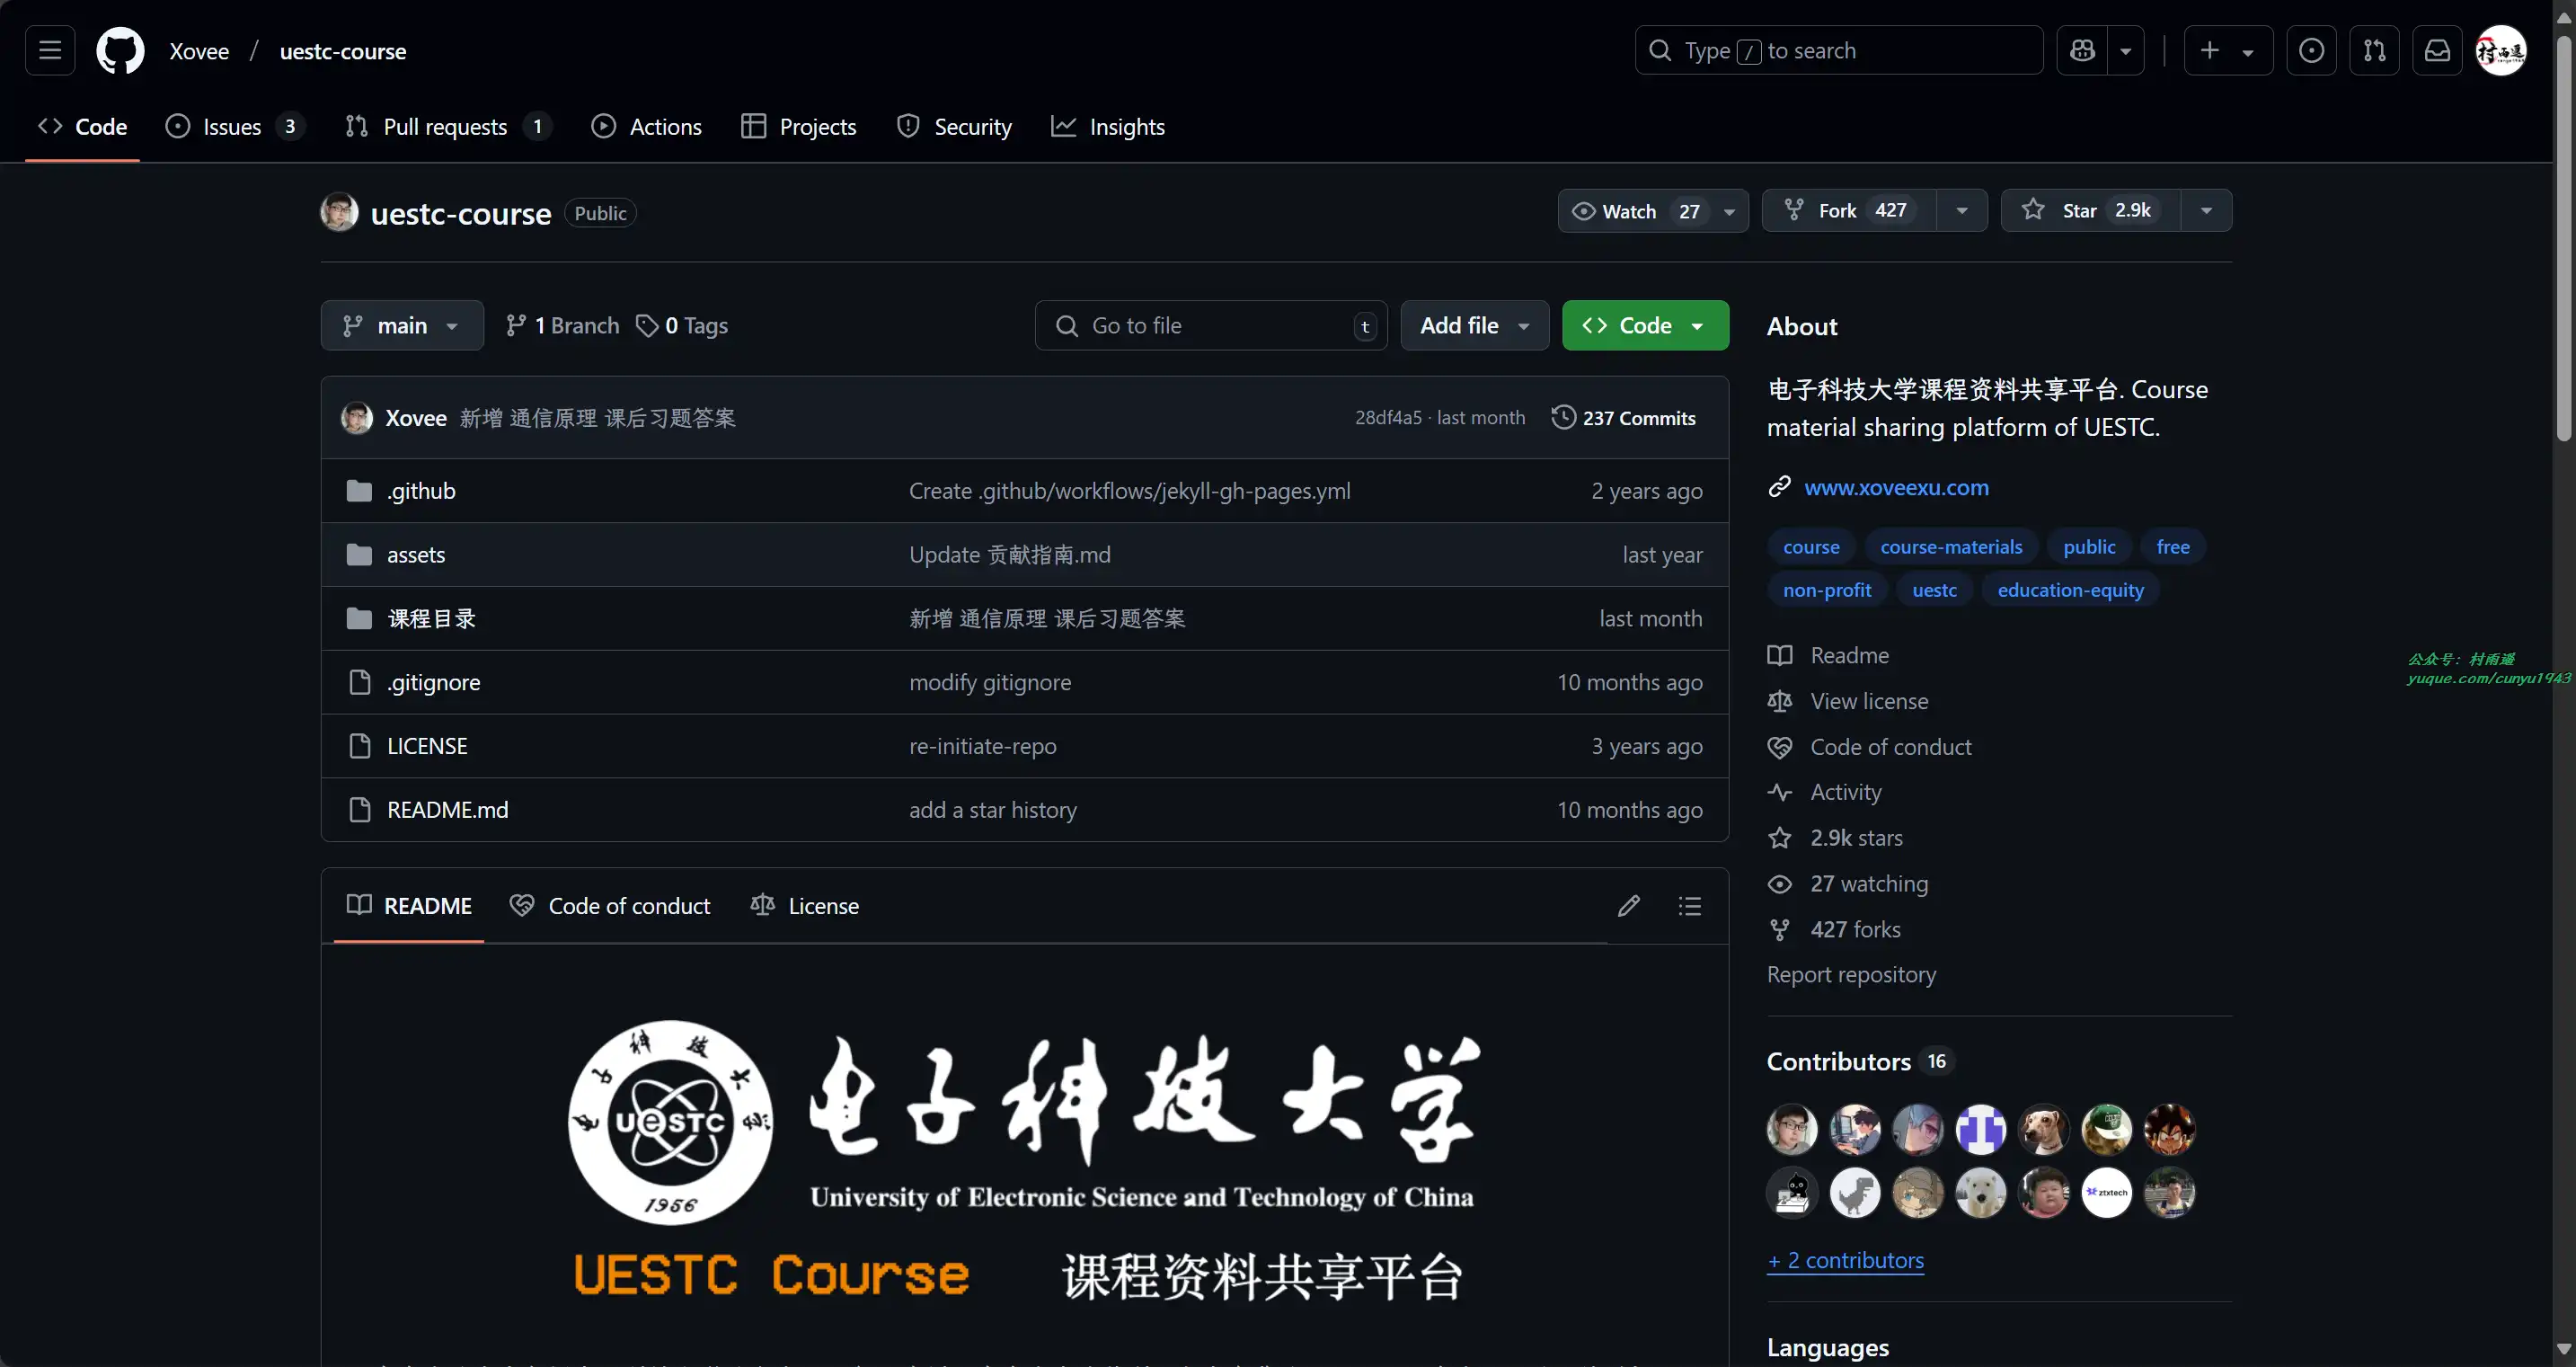 Xovee / uestc-course
Type / to search
Code
Issues 3
Pull requests 1
Actions
Projects
Security
Insights
uestc-course Public
Watch 27
Fork 427
Star 2.9k
main
1 Branch
0 Tags
Go to file t
Add file
Code
Xovee 新增 通信原理 课后习题答案 28df4a5 · last month 237 Commits
.github Create .github/workflows/jekyll-gh-pages.yml 2 years ago
assets Update 贡献指南.md last year
课程目录 新增 通信原理 课后习题答案 last month
.gitignore modify gitignore 10 months ago
LICENSE re-initiate-repo 3 years ago
README.md add a star history 10 months ago
README
Code of conduct
License
电子科技大学
UESTC
1956
电子科技大学
University of Electronic Science and Technology of China
UESTC Course 课程资料共享平台
About
电子科技大学课程资料共享平台. Course
material sharing platform of UESTC.
www.xoveexu.com
course course-materials public free
non-profit uestc education-equity
Readme
View license
Code of conduct
Activity
2.9k stars
27 watching
427 forks
Report repository
Contributors 16
ztxtech
+ 2 contributors
Languages
公众号：村雨遥
yuque.com/cunyu1943